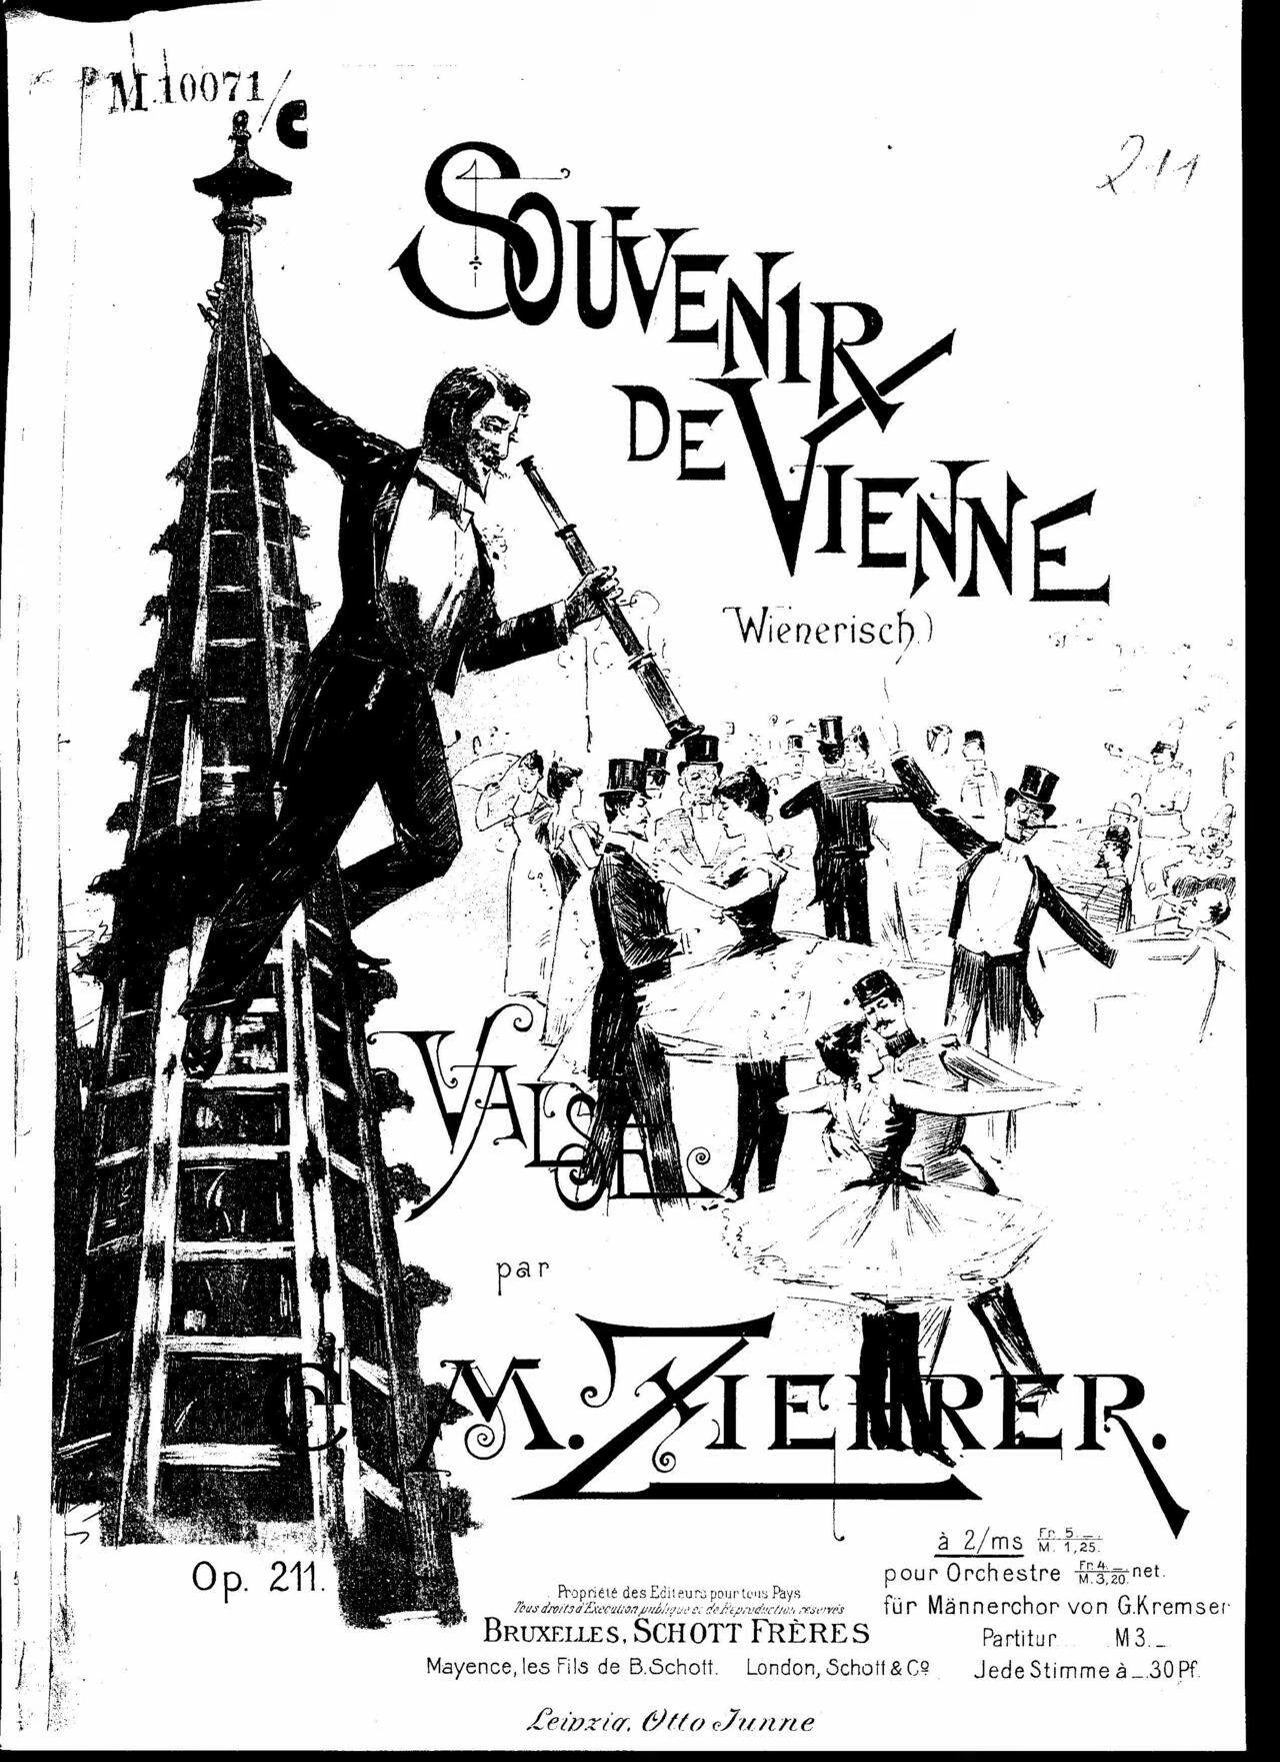 M.10071/C
211
SOUVENIR
DE VIENNE
(Wienerisch.)
VALSE
par
C M. ZIEHRER.
Op. 211.
à 2/ms Fr. 5._. M. 1,25.
pour Orchestre Fr. 4._ M. 3,20. net.
für Männerchor von G. Kremser
Partitur M 3._
Jede Stimme à _.30 Pf.
Propriété des Editeurs pour tous Pays
Tous droits d'Exécution publique et de Reproduction réservés
BRUXELLES, SCHOTT FRÈRES
Mayence, les Fils de B. Schott. London, Schott & Cº
Leipzig, Otto Junne